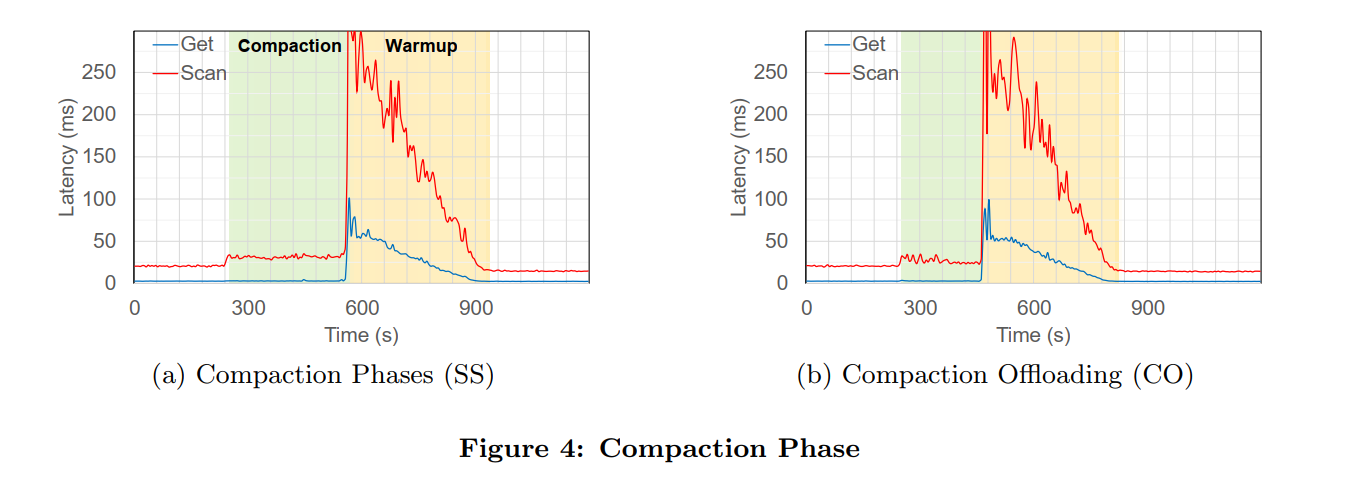 Get
Scan
Compaction
Warmup
Latency (ms)
250
200
150
100
50
0
0
300
600
900
Time (s)
(a) Compaction Phases (SS)
Get
Scan
Latency (ms)
250
200
150
100
50
0
0
300
600
900
Time (s)
(b) Compaction Offloading (CO)
Figure 4: Compaction Phase